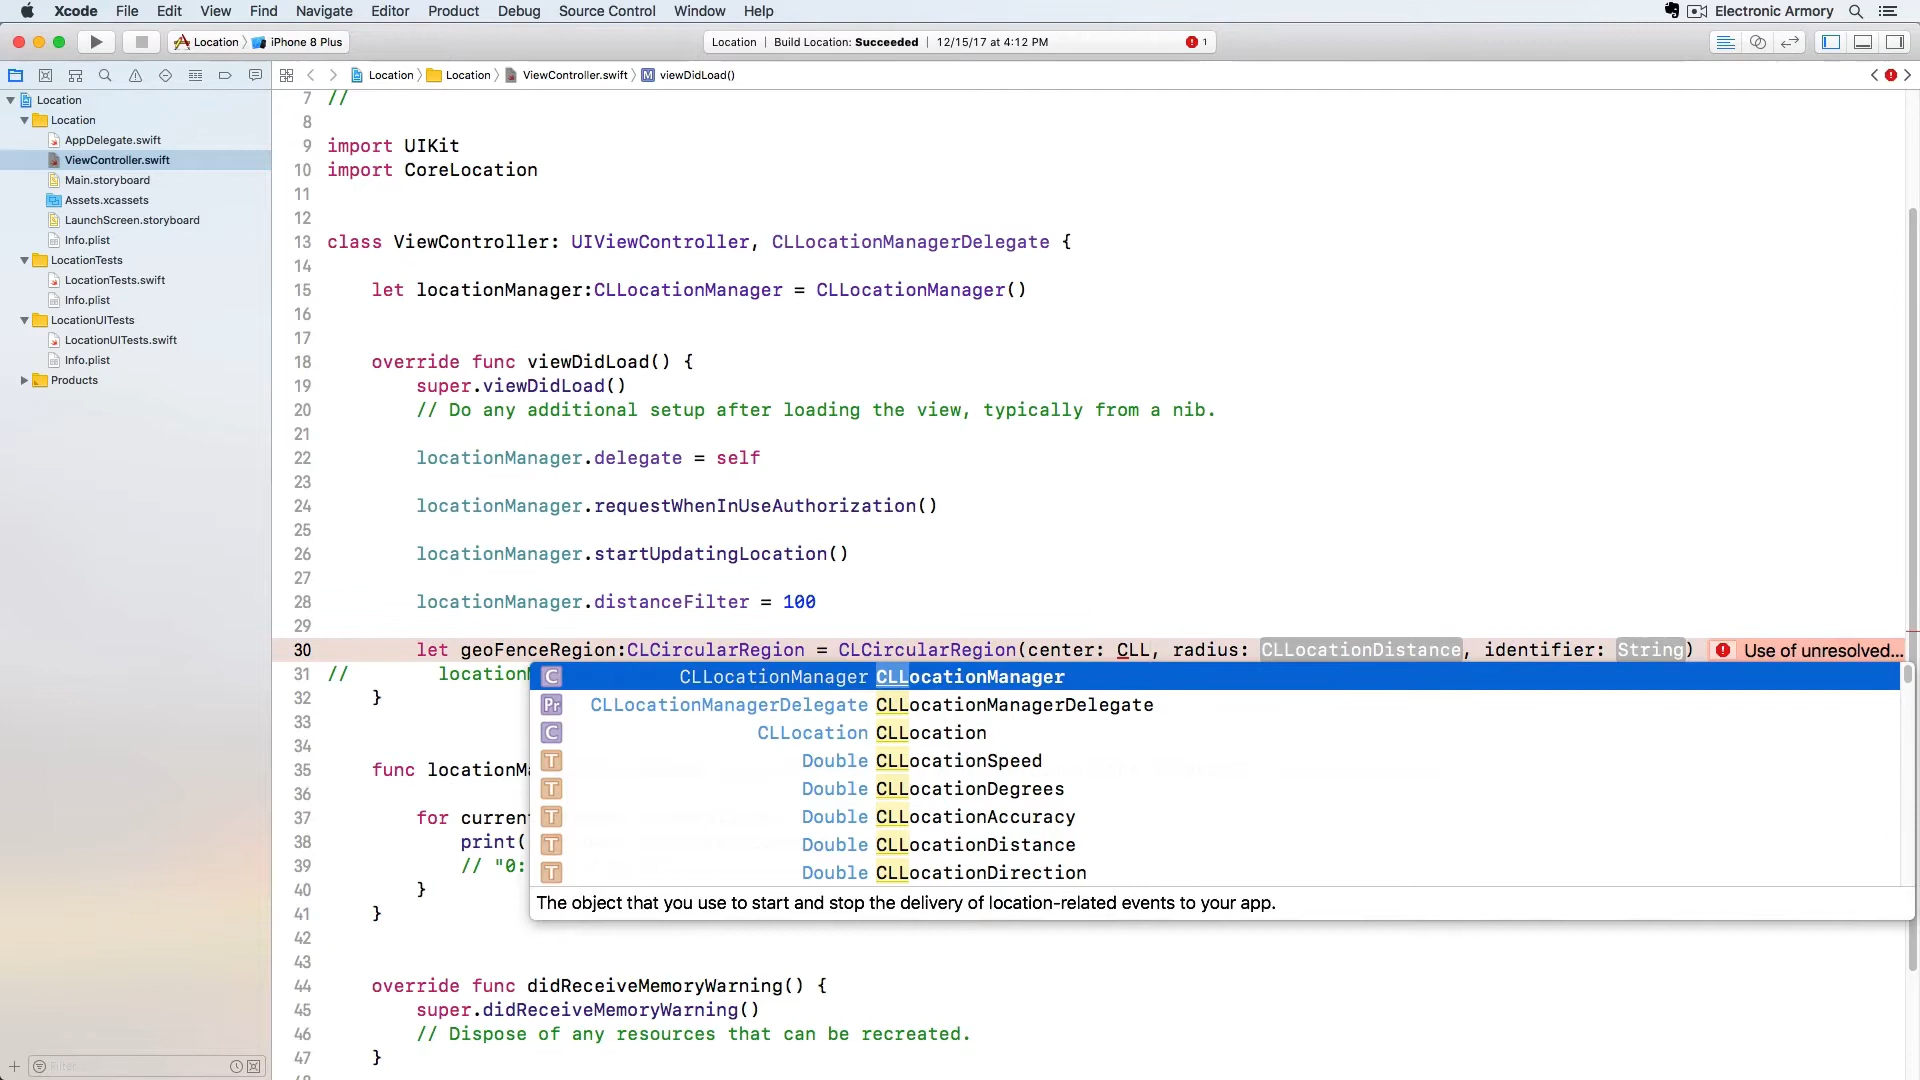 Xcode File Edit View Find Navigate Editor Product Debug Source Control Window Help Electronic Armory
Location iPhone 8 Plus
Location | Build Location: Succeeded | 12/15/17 at 4:12 PM 1
Location Location ViewController.swift M viewDidLoad()
Location
Location
AppDelegate.swift
ViewController.swift
Main.storyboard
Assets.xcassets
LaunchScreen.storyboard
Info.plist
LocationTests
LocationTests.swift
Info.plist
LocationUITests
LocationUITests.swift
Info.plist
Products
Filter
7 //
8
9 import UIKit
10 import CoreLocation
11
12
13 class ViewController: UIViewController, CLLocationManagerDelegate {
14
15 let locationManager:CLLocationManager = CLLocationManager()
16
17
18 override func viewDidLoad() {
19 super.viewDidLoad()
20 // Do any additional setup after loading the view, typically from a nib.
21
22 locationManager.delegate = self
23
24 locationManager.requestWhenInUseAuthorization()
25
26 locationManager.startUpdatingLocation()
27
28 locationManager.distanceFilter = 100
29
30 let geoFenceRegion:CLCircularRegion = CLCircularRegion(center: CLL, radius: CLLocationDistance, identifier: String) Use of unresolved...
31 // location
32 }
33
34
35 func locationM
36
37 for curren
38 print(
39 // "0:
40 }
41 }
42
43
44 override func didReceiveMemoryWarning() {
45 super.didReceiveMemoryWarning()
46 // Dispose of any resources that can be recreated.
47 }
C CLLocationManager CLLocationManager
Pr CLLocationManagerDelegate CLLocationManagerDelegate
C CLLocation CLLocation
T Double CLLocationSpeed
T Double CLLocationDegrees
T Double CLLocationAccuracy
T Double CLLocationDistance
T Double CLLocationDirection
The object that you use to start and stop the delivery of location-related events to your app.